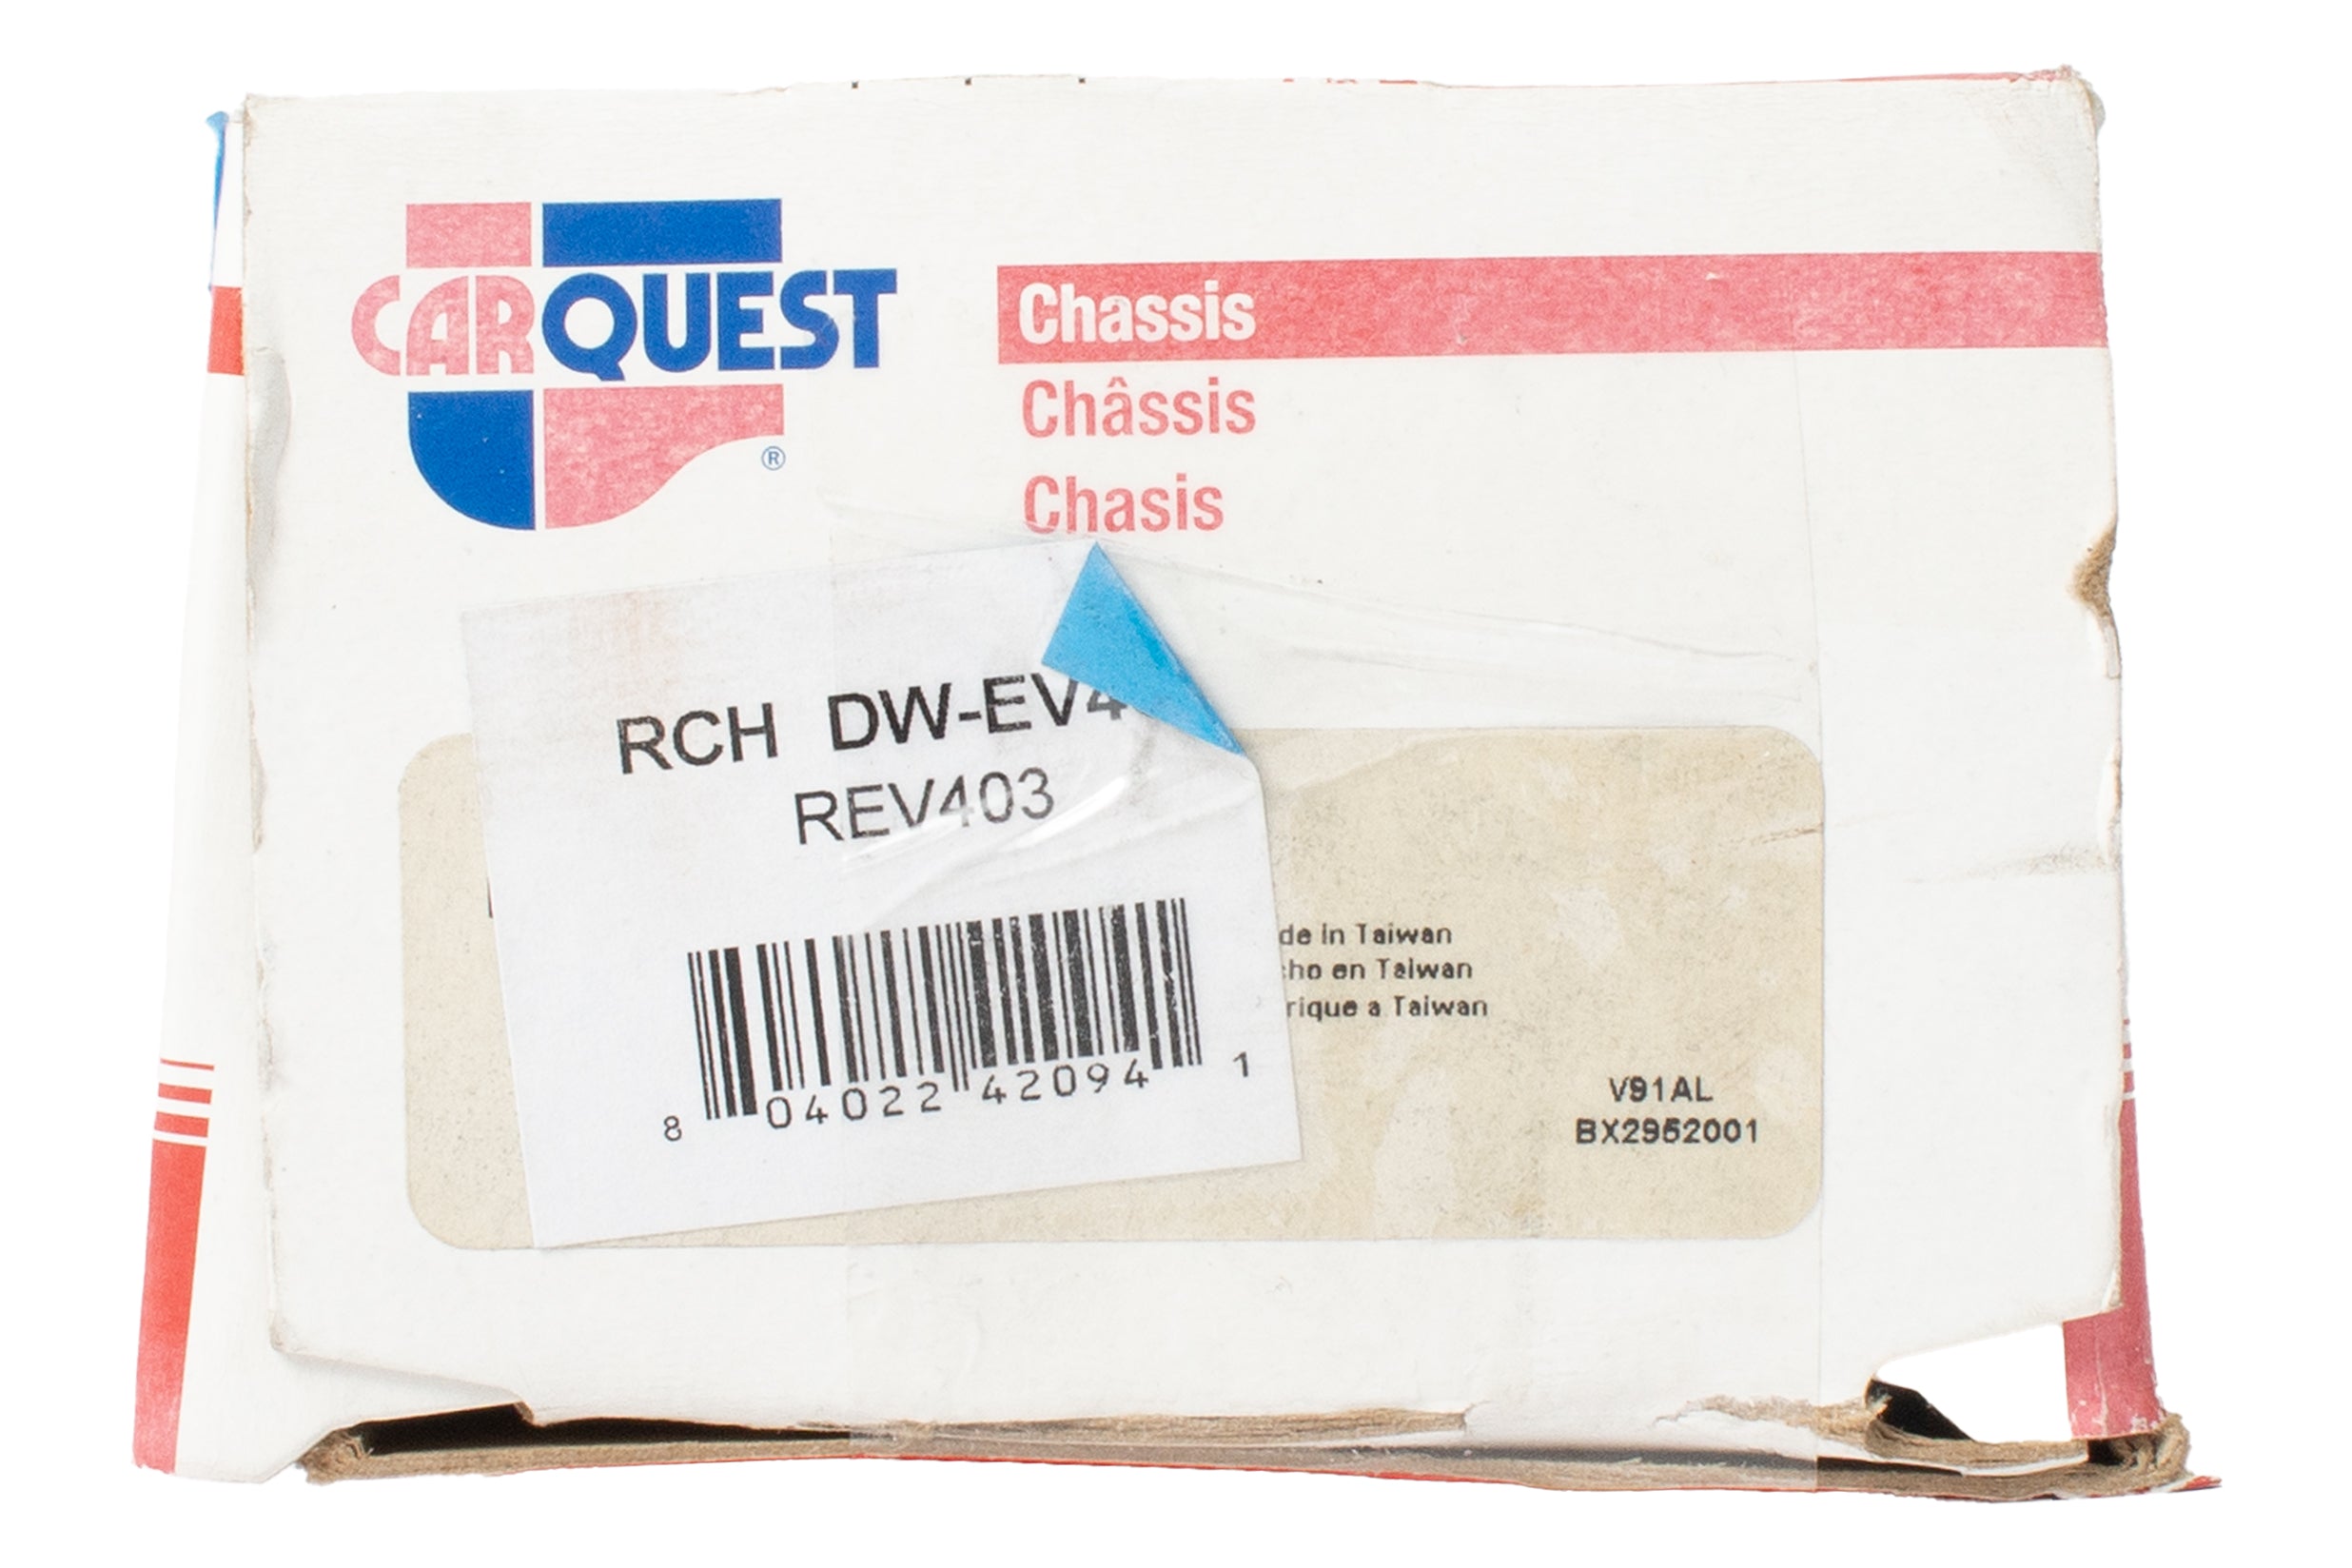 CARQUEST
®
Chassis
Châssis
Chasis
RCH DW-EV4
REV403
8 04022 42094 1
de in Taiwan
cho en Taiwan
rique a Taiwan
V91AL
BX2952001